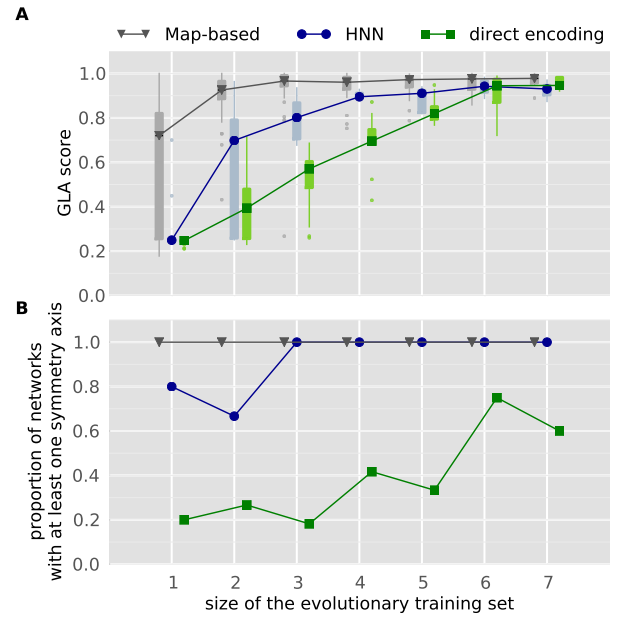 A
Map-based HNN direct encoding
1.0
0.8
0.6
0.4
0.2
0.0
GLA score
B
1.0
0.8
0.6
0.4
0.2
0.0
proportion of networks
with at least one symmetry axis
1 2 3 4 5 6 7
size of the evolutionary training set